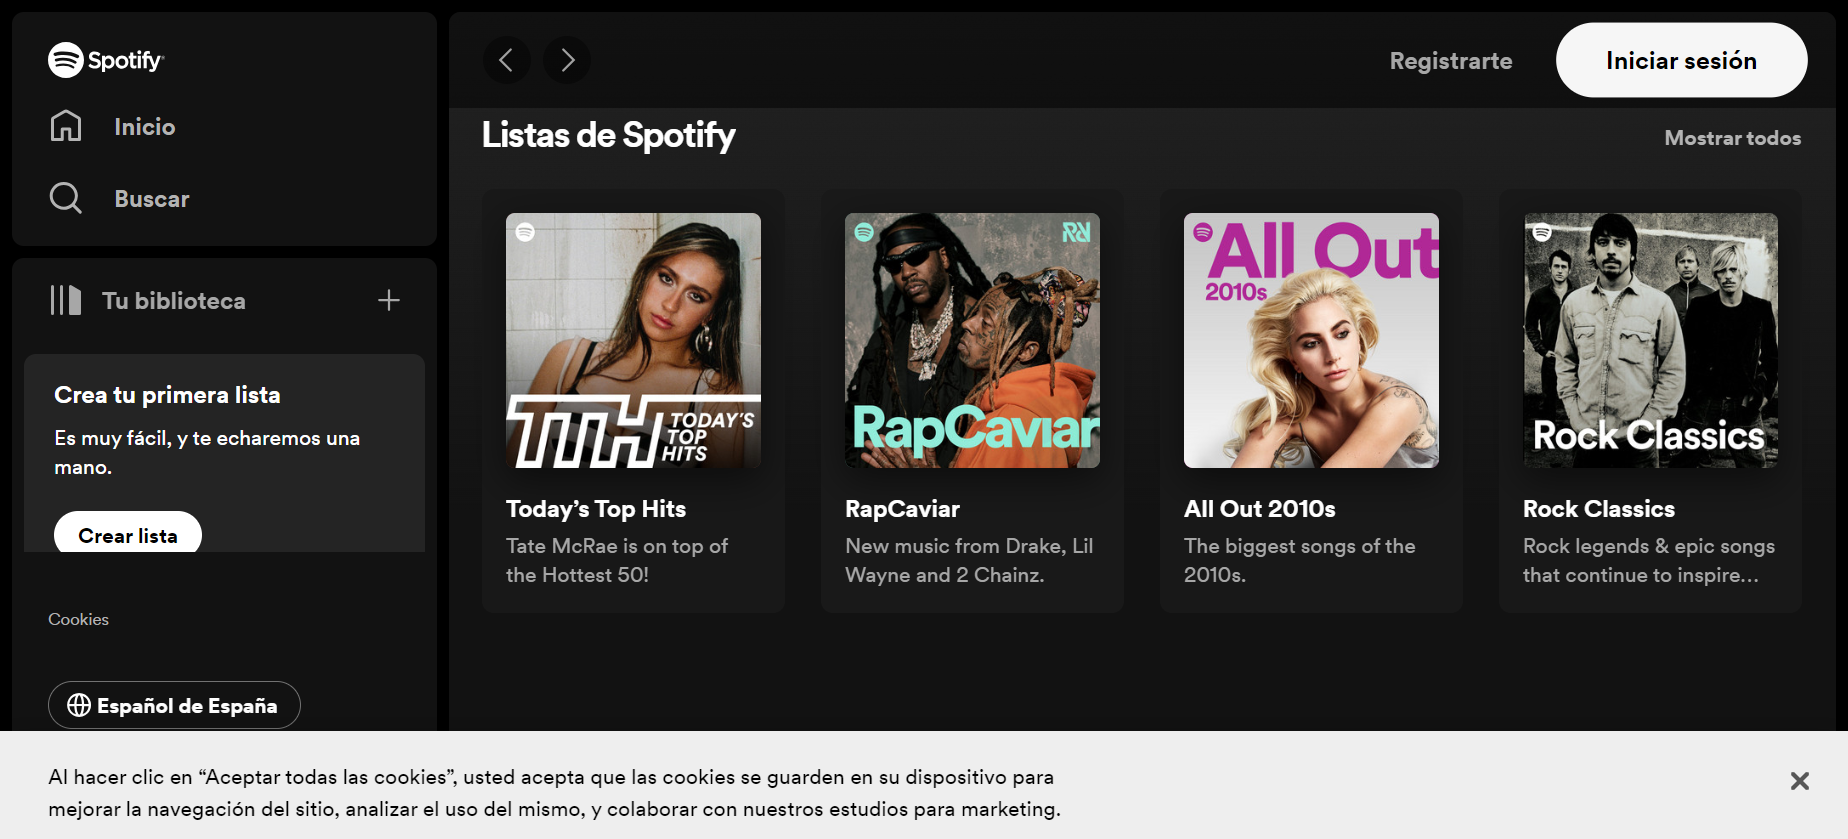 Spotify
Inicio
Buscar
Tu biblioteca
Crea tu primera lista
Es muy fácil, y te echaremos una
mano.
Crear lista
Cookies
Español de España
Registrarte
Iniciar sesión
Listas de Spotify
Mostrar todos
TTH TODAY'S
TOP
HITS
Today's Top Hits
Tate McRae is on top of
the Hottest 50!
RapCaviar
RapCaviar
New music from Drake, Lil
Wayne and 2 Chainz.
All Out
2010s
All Out 2010s
The biggest songs of the
2010s.
Rock Classics
Rock Classics
Rock legends & epic songs
that continue to inspire...
Al hacer clic en “Aceptar todas las cookies”, usted acepta que las cookies se guarden en su dispositivo para
mejorar la navegación del sitio, analizar el uso del mismo, y colaborar con nuestros estudios para marketing.